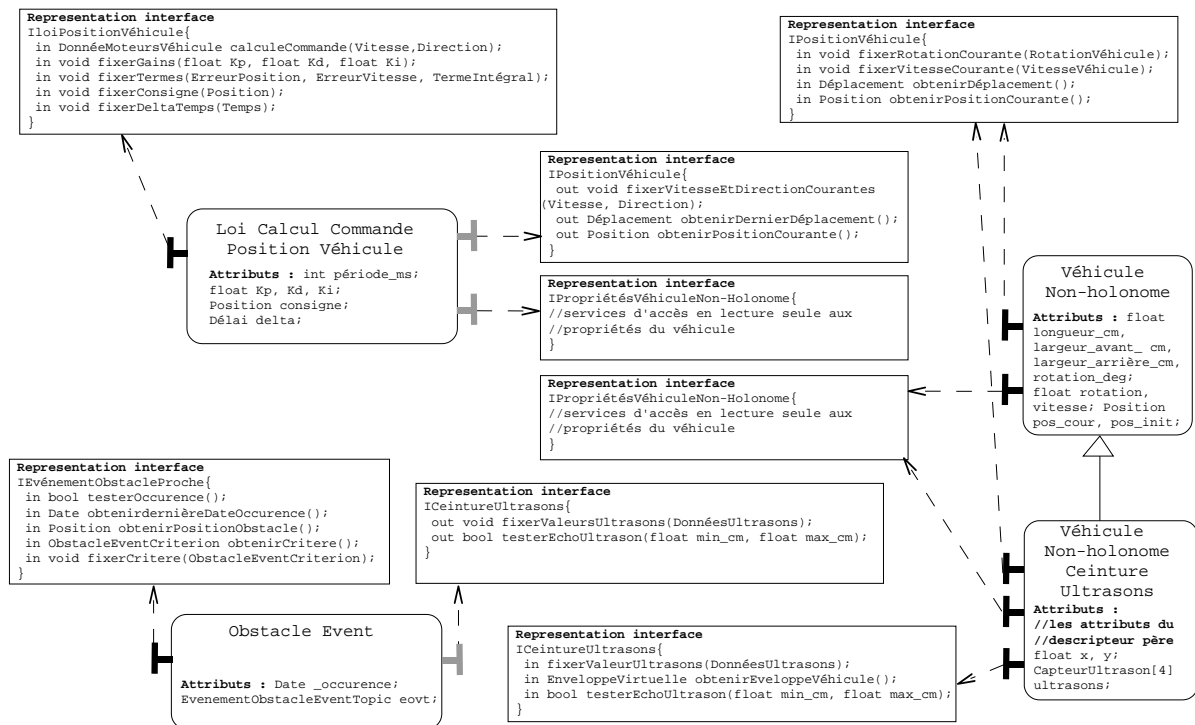 Representation interface
IloiPositionVéhicule{
in DonnéeMoteursVéhicule calculeCommande(Vitesse,Direction);
in void fixerGains(float Kp, float Kd, float Ki);
in void fixerTermes(ErreurPosition, ErreurVitesse, TermeIntégral);
in void fixerConsigne(Position);
in void fixerDeltaTemps(Temps);
}
Representation interface
IPositionVéhicule{
in void fixerRotationCourante(RotationVéhicule);
in void fixerVitesseCourante(VitesseVéhicule);
in Déplacement obtenirDéplacement();
in Position obtenirPositionCourante();
}
Representation interface
IPositionVéhicule{
out void fixerVitesseEtDirectionCourantes
(Vitesse, Direction);
out Déplacement obtenirDernierDéplacement();
out Position obtenirPositionCourante();
}
Loi Calcul Commande
Position Véhicule
Attributs : int période_ms;
float Kp, Kd, Ki;
Position consigne;
Délai delta;
Representation interface
IPropriétésVéhiculeNon-Holonome{
//services d'accès en lecture seule aux
//propriétés du véhicule
}
Véhicule
Non-holonome
Attributs : float
longueur_cm,
largeur_avant_ cm,
largeur_arrière_cm,
rotation_deg;
float rotation,
vitesse; Position
pos_cour, pos_init;
Representation interface
IPropriétésVéhiculeNon-Holonome{
//services d'accès en lecture seule aux
//propriétés du véhicule
}
Representation interface
IEvénementObstacleProche{
in bool testerOccurence();
in Date obtenirdernièreDateOccurence();
in Position obtenirPositionObstacle();
in ObstacleEventCriterion obtenirCritere();
in void fixerCritere(ObstacleEventCriterion);
}
Representation interface
ICeintureUltrasons{
out void fixerValeursUltrasons(DonnéesUltrasons);
out bool testerEchoUltrason(float min_cm, float max_cm);
}
Véhicule
Non-holonome
Ceinture
Ultrasons
Attributs :
//les attributs du
//descripteur père
float x, y;
CapteurUltrason[4]
ultrasons;
Obstacle Event
Attributs : Date _occurence;
EvenementObstacleEventTopic eovt;
Representation interface
ICeintureUltrasons{
in fixerValeurUltrasons(DonnéesUltrasons);
in EnveloppeVirtuelle obtenirEveloppeVéhicule();
in bool testerEchoUltrason(float min_cm, float max_cm);
}